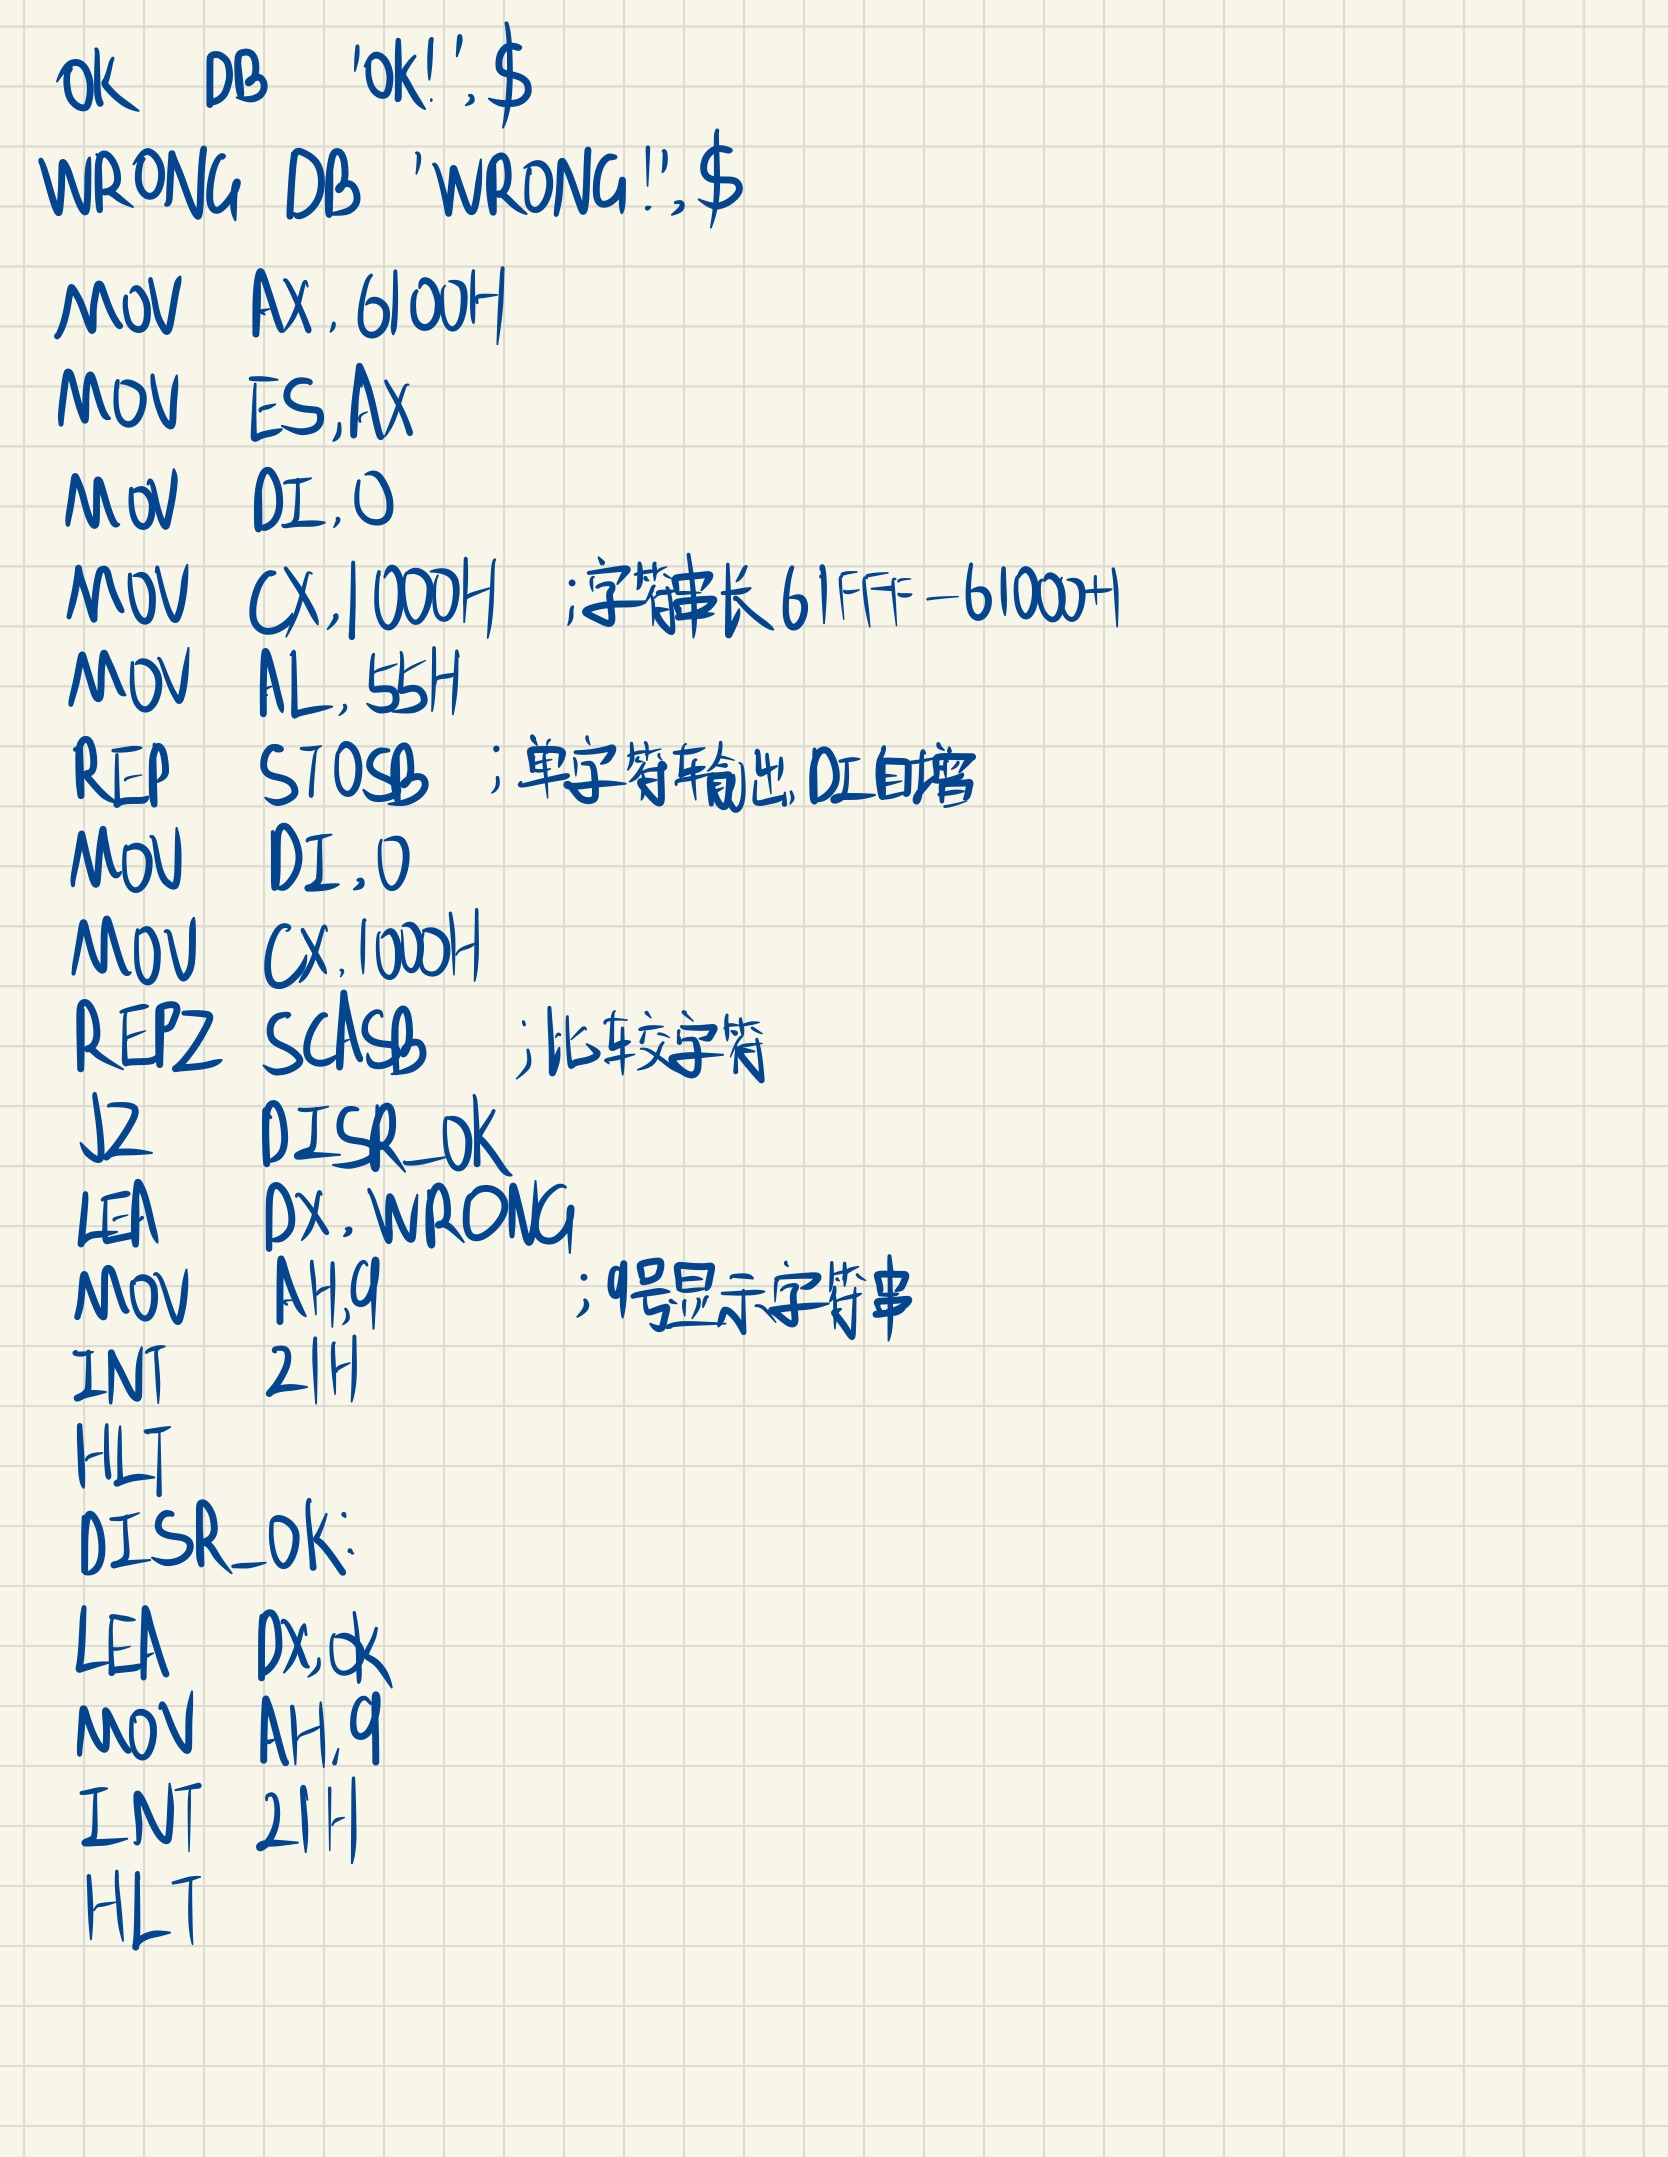 OK DB 'OK!',$
WRONG DB 'WRONG!',$
MOV AX,6100H
MOV ES,AX
MOV DI,0
MOV CX,1000H ;字符串长61FFF-61000+1
MOV AL,55H
REP STOSB ;单字符输出,DI自增
MOV DI,0
MOV CX,1000H
REPZ SCASB ;比较字符
JZ DISR_OK
LEA DX,WRONG
MOV AH,9 ;9号显示字符串
INT 21H
HLT
DISR_OK:
LEA DX,OK
MOV AH,9
INT 21H
HLT